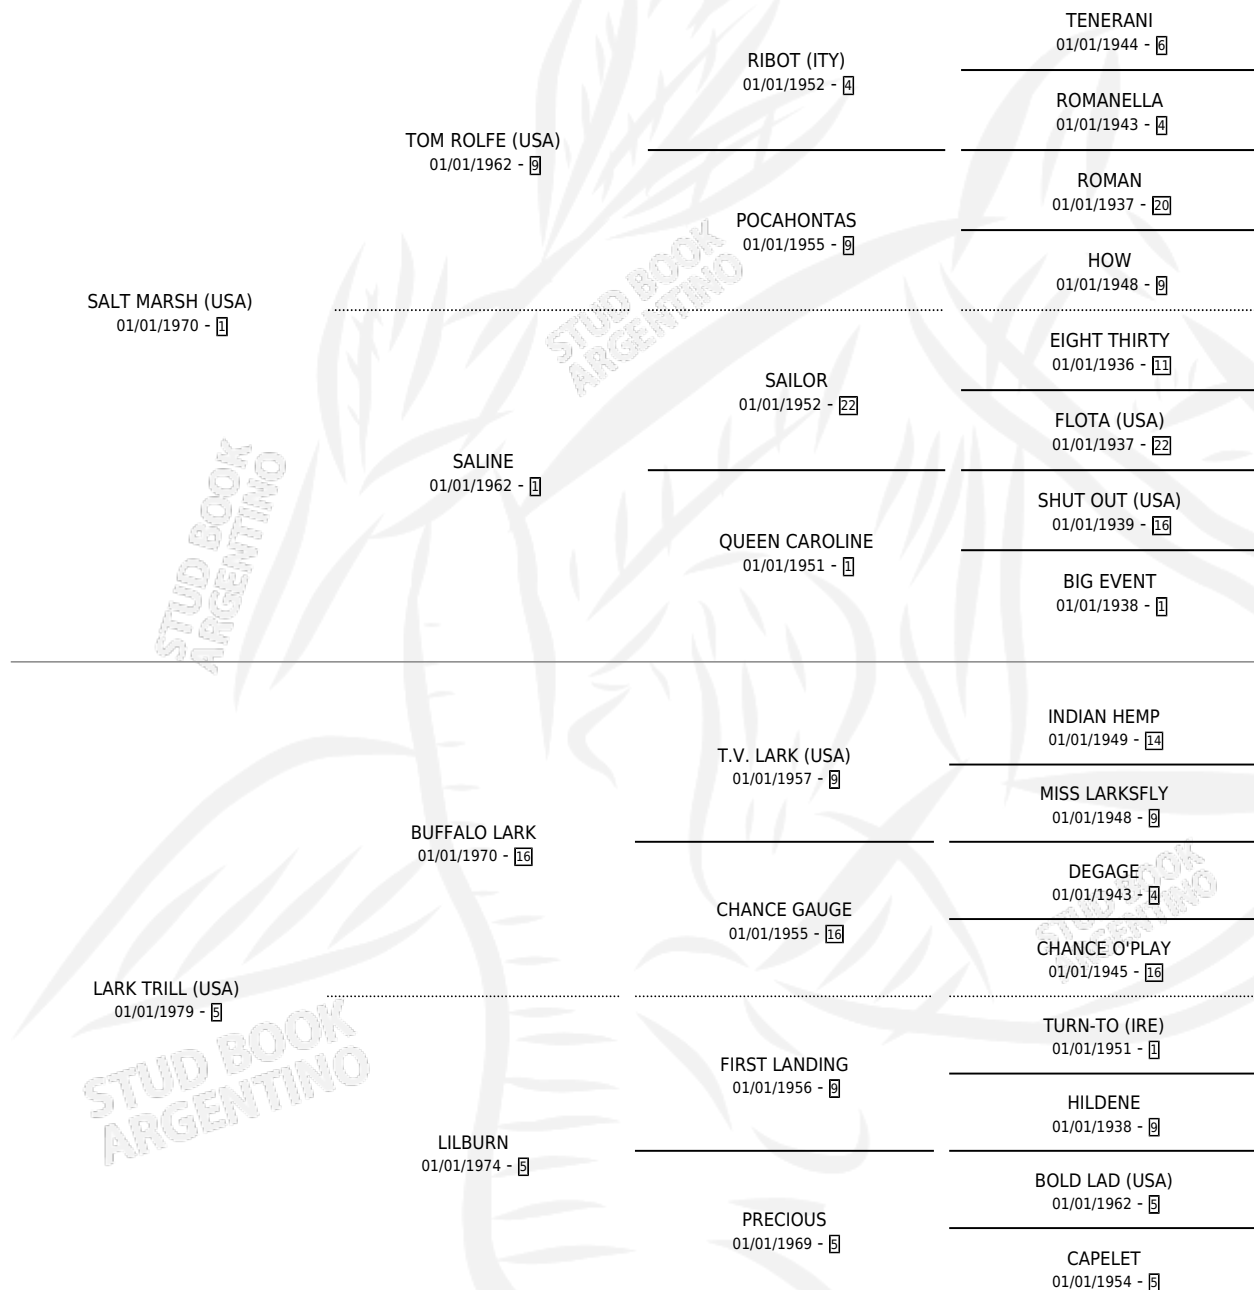 TENERANI
01/01/1944 - 6
RIBOT (ITY)
01/01/1952 - 4
ROMANELLA
01/01/1943 - 4
TOM ROLFE (USA)
01/01/1962 - 9
ROMAN
01/01/1937 - 20
POCAHONTAS
01/01/1955 - 9
HOW
01/01/1948 - 9
SALT MARSH (USA)
01/01/1970 - 1
STUD BOOK
ARGENTINO
EIGHT THIRTY
01/01/1936 - 11
SAILOR
01/01/1952 - 22
FLOTA (USA)
01/01/1937 - 22
SALINE
01/01/1962 - 1
SHUT OUT (USA)
01/01/1939 - 16
QUEEN CAROLINE
01/01/1951 - 1
BIG EVENT
01/01/1938 - 1
STUD BOOK
ARGENTINO
INDIAN HEMP
01/01/1949 - 14
T.V. LARK (USA)
01/01/1957 - 9
MISS LARKSFLY
01/01/1948 - 9
BUFFALO LARK
01/01/1970 - 16
DEGAGE
01/01/1943 - 4
STUD BOOK
ARGENTINO
CHANCE GAUGE
01/01/1955 - 16
CHANCE O'PLAY
01/01/1945 - 16
LARK TRILL (USA)
01/01/1979 - 5
TURN-TO (IRE)
01/01/1951 - 1
STUD BOOK
ARGENTINO
FIRST LANDING
01/01/1956 - 9
HILDENE
01/01/1938 - 9
LILBURN
01/01/1974 - 5
BOLD LAD (USA)
01/01/1962 - 5
PRECIOUS
01/01/1969 - 5
CAPELET
01/01/1954 - 5